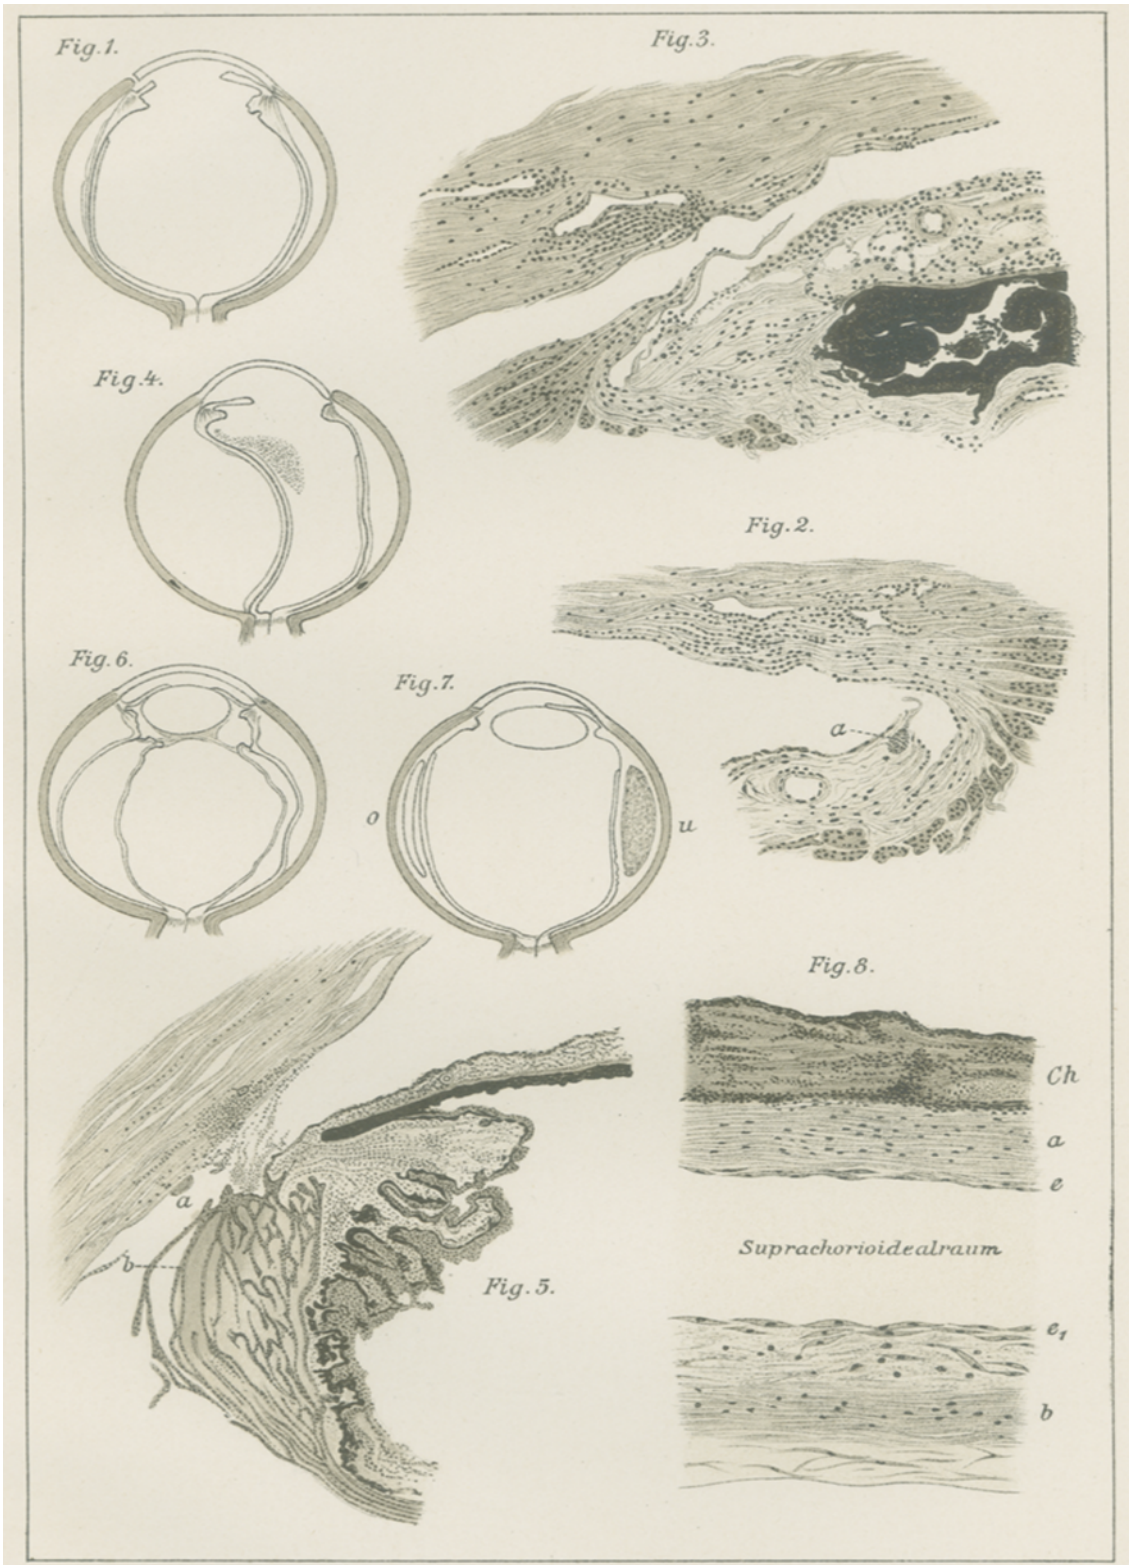 Fig. 1.
Fig. 3.
Fig. 4.
Fig. 2.
a
Fig. 6.
Fig. 7.
o
u
Fig. 8.
Ch
a
e
a
b
Fig. 5.
Suprachorioidealraum
e₁
b